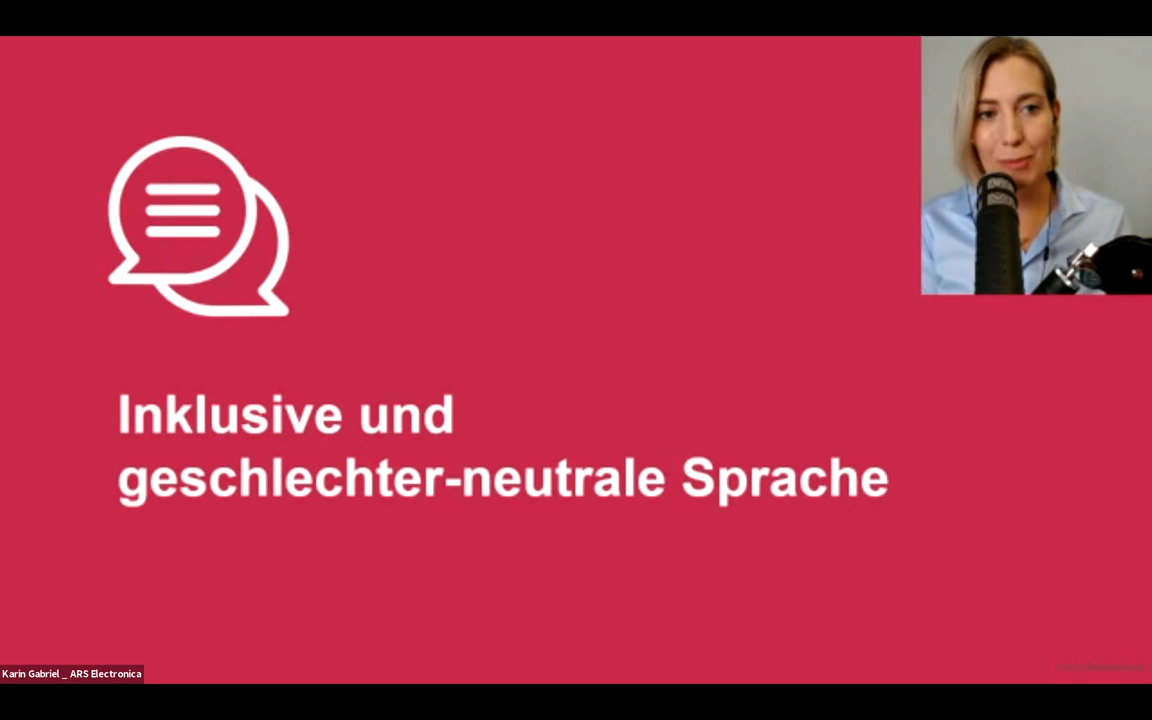 Inklusive und
geschlechter-neutrale Sprache
Karin Gabriel _ ARS Electronica